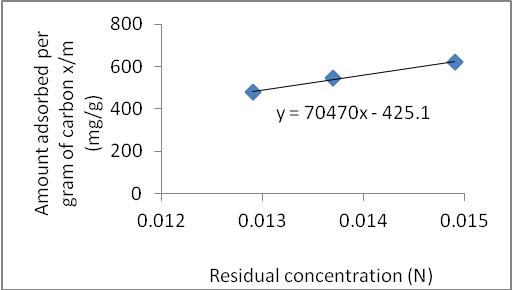 800
600
400
200
0
Amount adsorbed per
gram of carbon x/m
(mg/g)
y = 70470x - 425.1
0.012 0.013 0.014 0.015
Residual concentration (N)